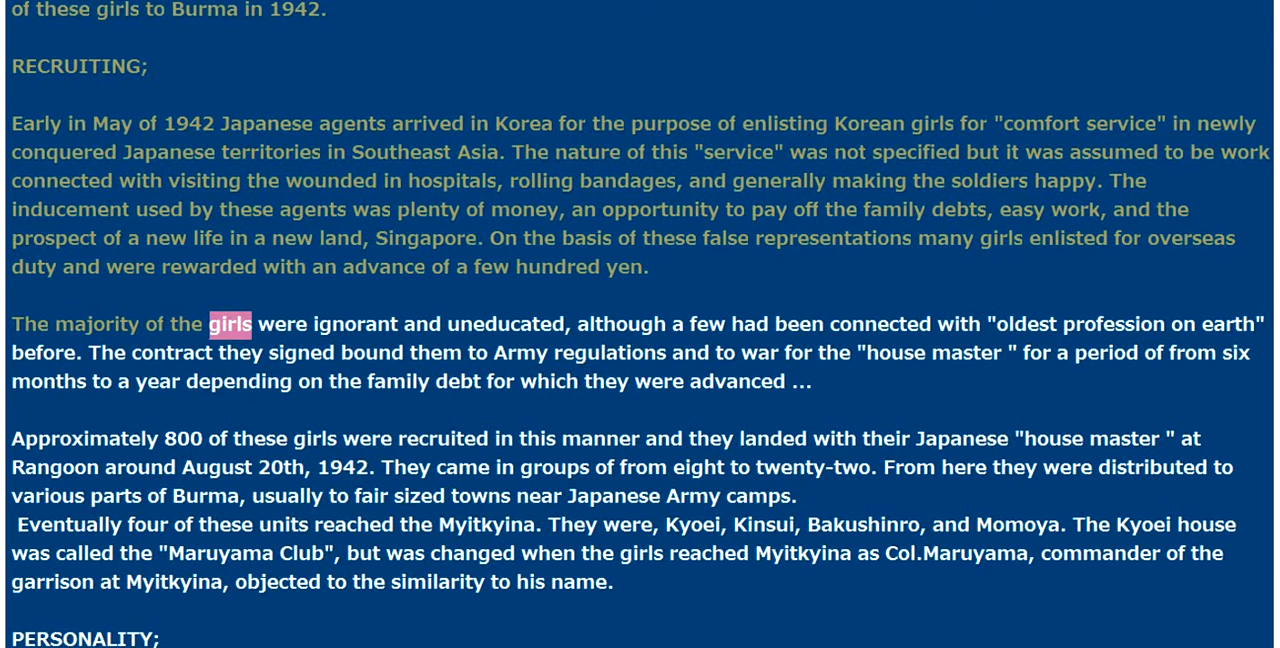 of these girls to Burma in 1942.
RECRUITING;
Early in May of 1942 Japanese agents arrived in Korea for the purpose of enlisting Korean girls for "comfort service" in newly
conquered Japanese territories in Southeast Asia. The nature of this "service" was not specified but it was assumed to be work
connected with visiting the wounded in hospitals, rolling bandages, and generally making the soldiers happy. The
inducement used by these agents was plenty of money, an opportunity to pay off the family debts, easy work, and the
prospect of a new life in a new land, Singapore. On the basis of these false representations many girls enlisted for overseas
duty and were rewarded with an advance of a few hundred yen.
The majority of the girls were ignorant and uneducated, although a few had been connected with "oldest profession on earth"
before. The contract they signed bound them to Army regulations and to war for the "house master " for a period of from six
months to a year depending on the family debt for which they were advanced ...
Approximately 800 of these girls were recruited in this manner and they landed with their Japanese "house master " at
Rangoon around August 20th, 1942. They came in groups of from eight to twenty-two. From here they were distributed to
various parts of Burma, usually to fair sized towns near Japanese Army camps.
Eventually four of these units reached the Myitkyina. They were, Kyoei, Kinsui, Bakushinro, and Momoya. The Kyoei house
was called the "Maruyama Club", but was changed when the girls reached Myitkyina as Col.Maruyama, commander of the
garrison at Myitkyina, objected to the similarity to his name.
PERSONALITY;